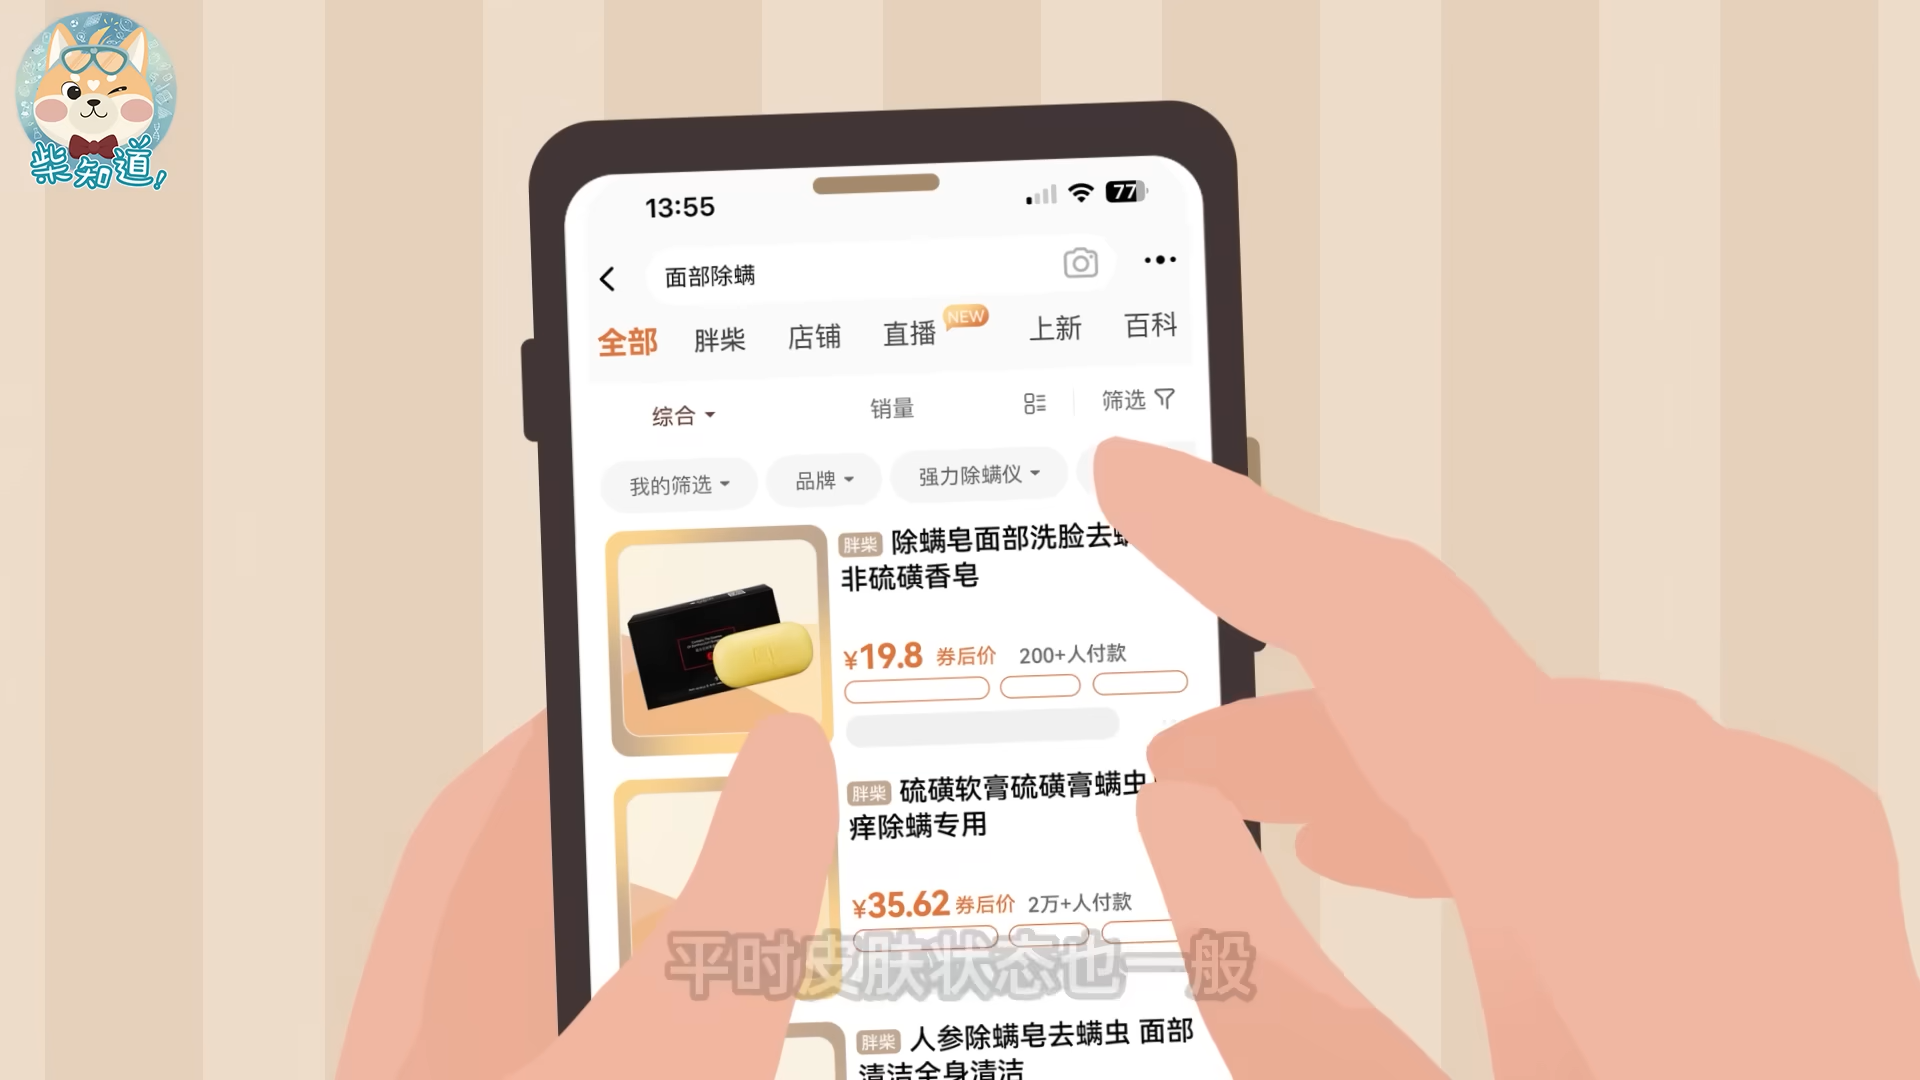 柴知道!
13:55
77
面部除螨
全部 胖柴 店铺 直播 NEW 上新 百科
综合 销量 筛选
我的筛选 品牌 强力除螨仪
胖柴 除螨皂面部洗脸去
非硫磺香皂
¥19.8 券后价 200+人付款
胖柴 硫磺软膏硫磺膏螨虫
痒除螨专用
¥35.62 券后价 2万+人付款
平时皮肤状态也一般
胖柴 人参除螨皂去螨虫 面部
清洁全身清洁